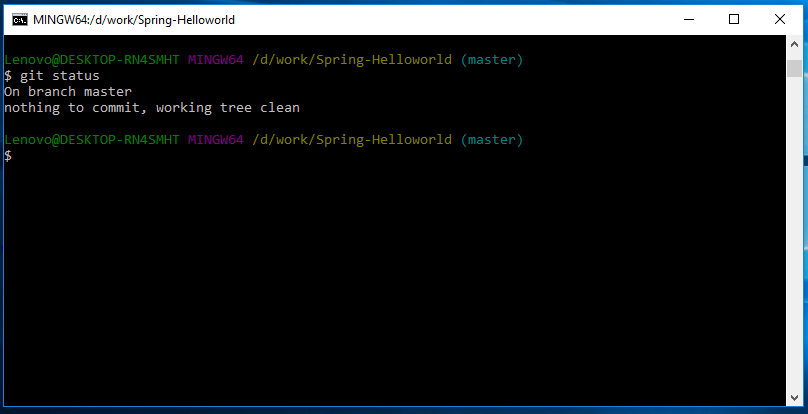 MINGW64:/d/work/Spring-Helloworld
Lenovo@DESKTOP-RN4SMHT MINGW64 /d/work/Spring-Helloworld (master)
$ git status
On branch master
nothing to commit, working tree clean
Lenovo@DESKTOP-RN4SMHT MINGW64 /d/work/Spring-Helloworld (master)
$